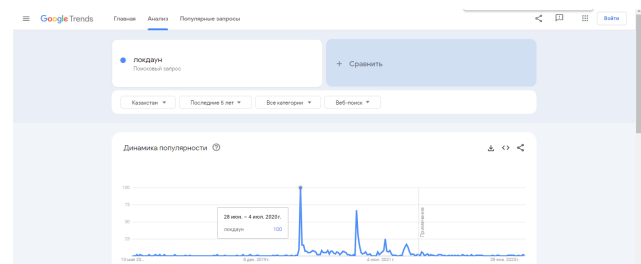 Google Trends
Главная Анализ Популярные запросы
Войти
локдаун
Поисковый запрос
+ Сравнить
Казахстан
Последние 5 лет
Все категории
Веб-поиск
Динамика популярности
100
75
50
25
28 июн. – 4 июл. 2020 г.
локдаун 100
Примечание